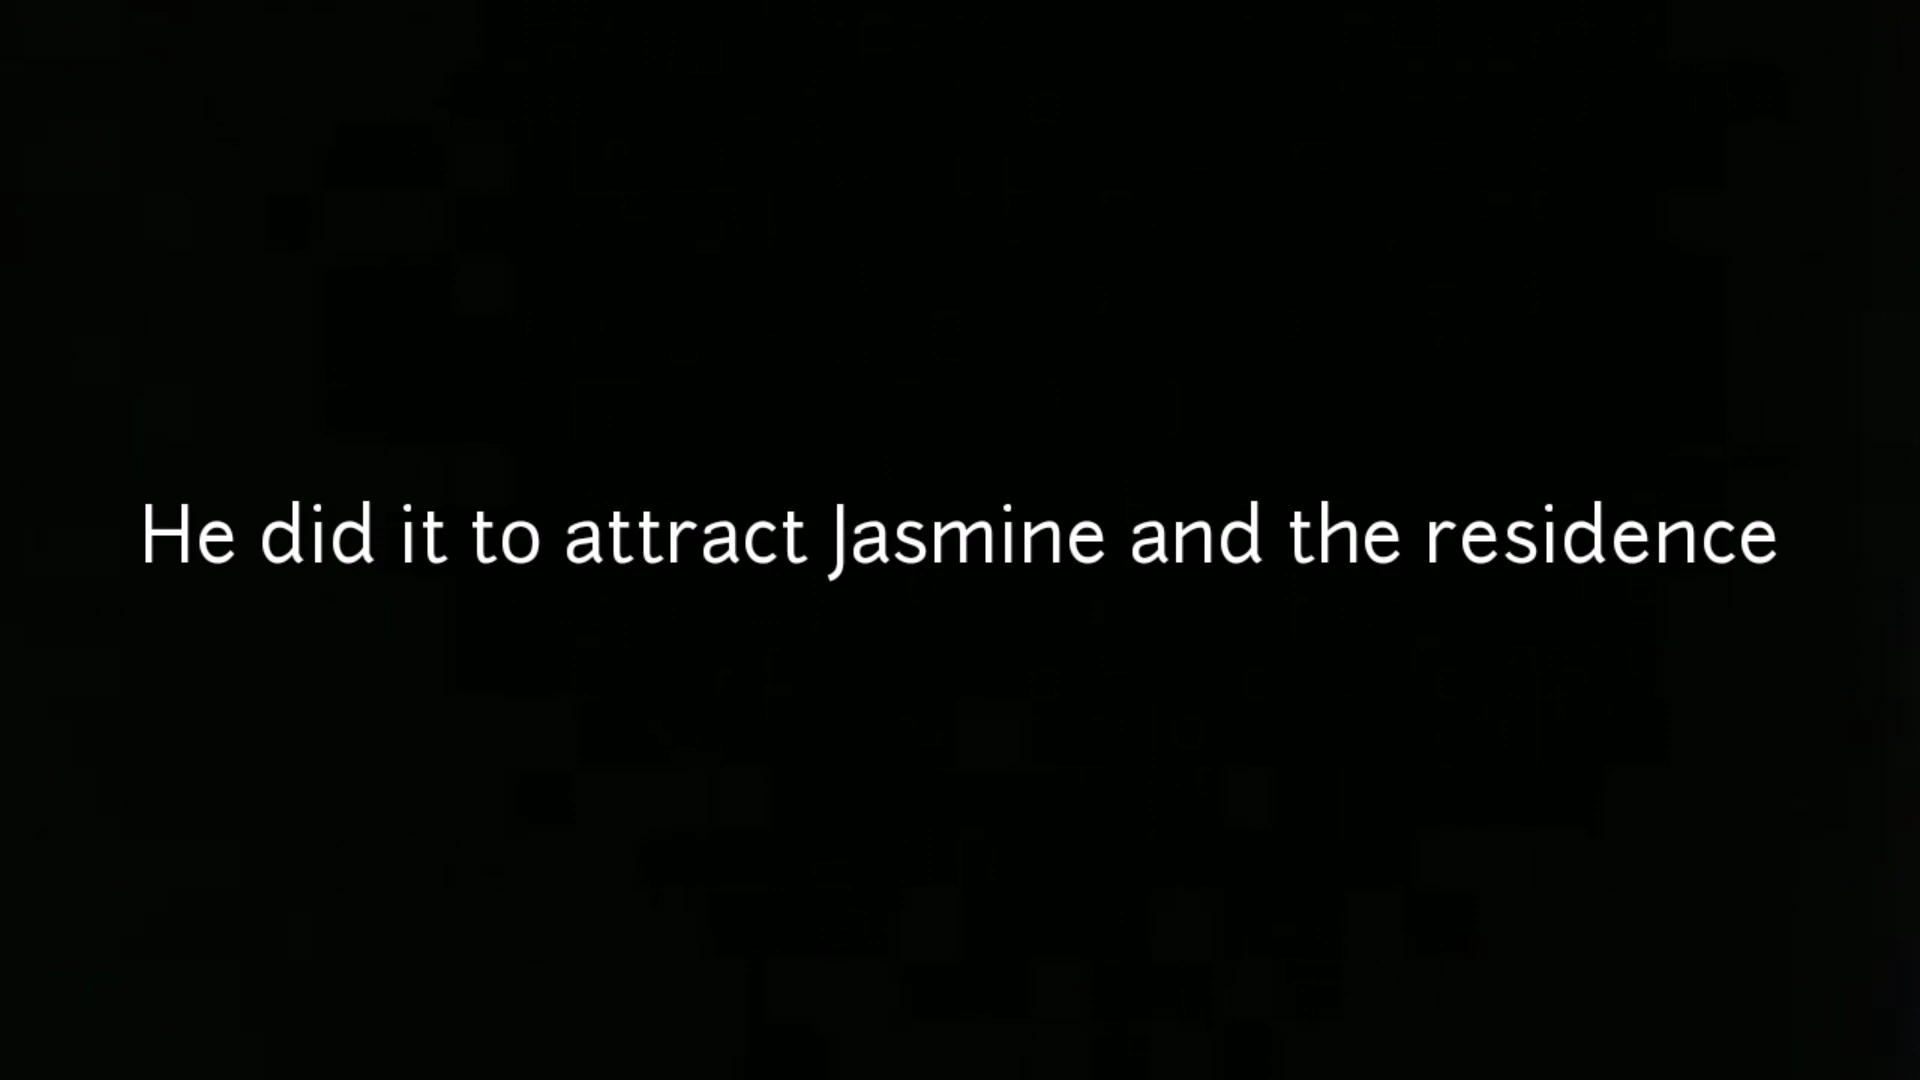 He did it to attract Jasmine and the residence